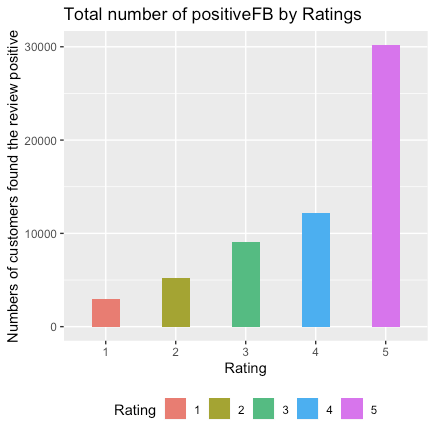 Total number of positiveFB by Ratings
Numbers of customers found the review positive
30000
20000
10000
0
1 2 3 4 5
Rating
Rating 1 2 3 4 5